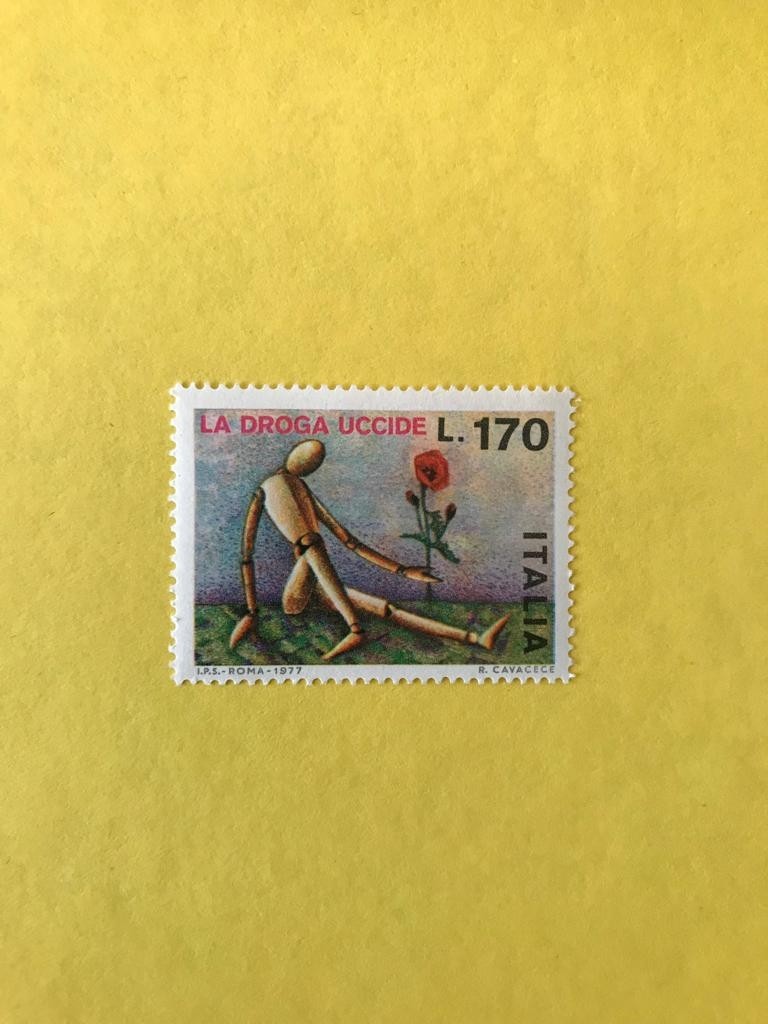 LA DROGA UCCIDE L. 170
ITALIA
I.P.S.-ROMA-1977 R. CAVACECE